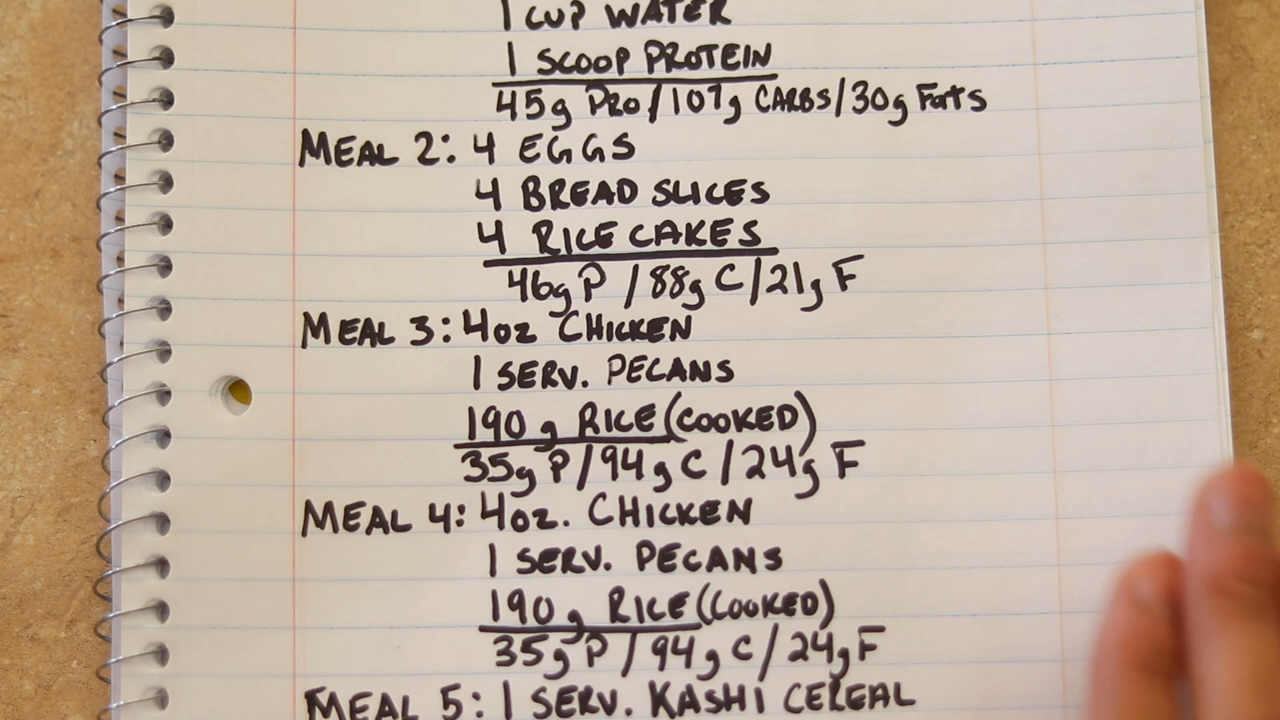 1 CUP WATER
1 SCOOP PROTEIN
45g PRO/107g CARBS/30g Fats
MEAL 2: 4 EGGS
4 BREAD SLICES
4 RICE CAKES
46g P /88g C/21g F
MEAL 3: 4oz CHICKEN
1 SERV. PECANS
190 g RICE (COOKED)
35g P/94g C/24g F
MEAL 4: 4oz. CHICKEN
1 SERV. PECANS
190 g RICE (COOKED)
35g P/94g C/24g F
MEAL 5: 1 SERV. KASHI CEREAL